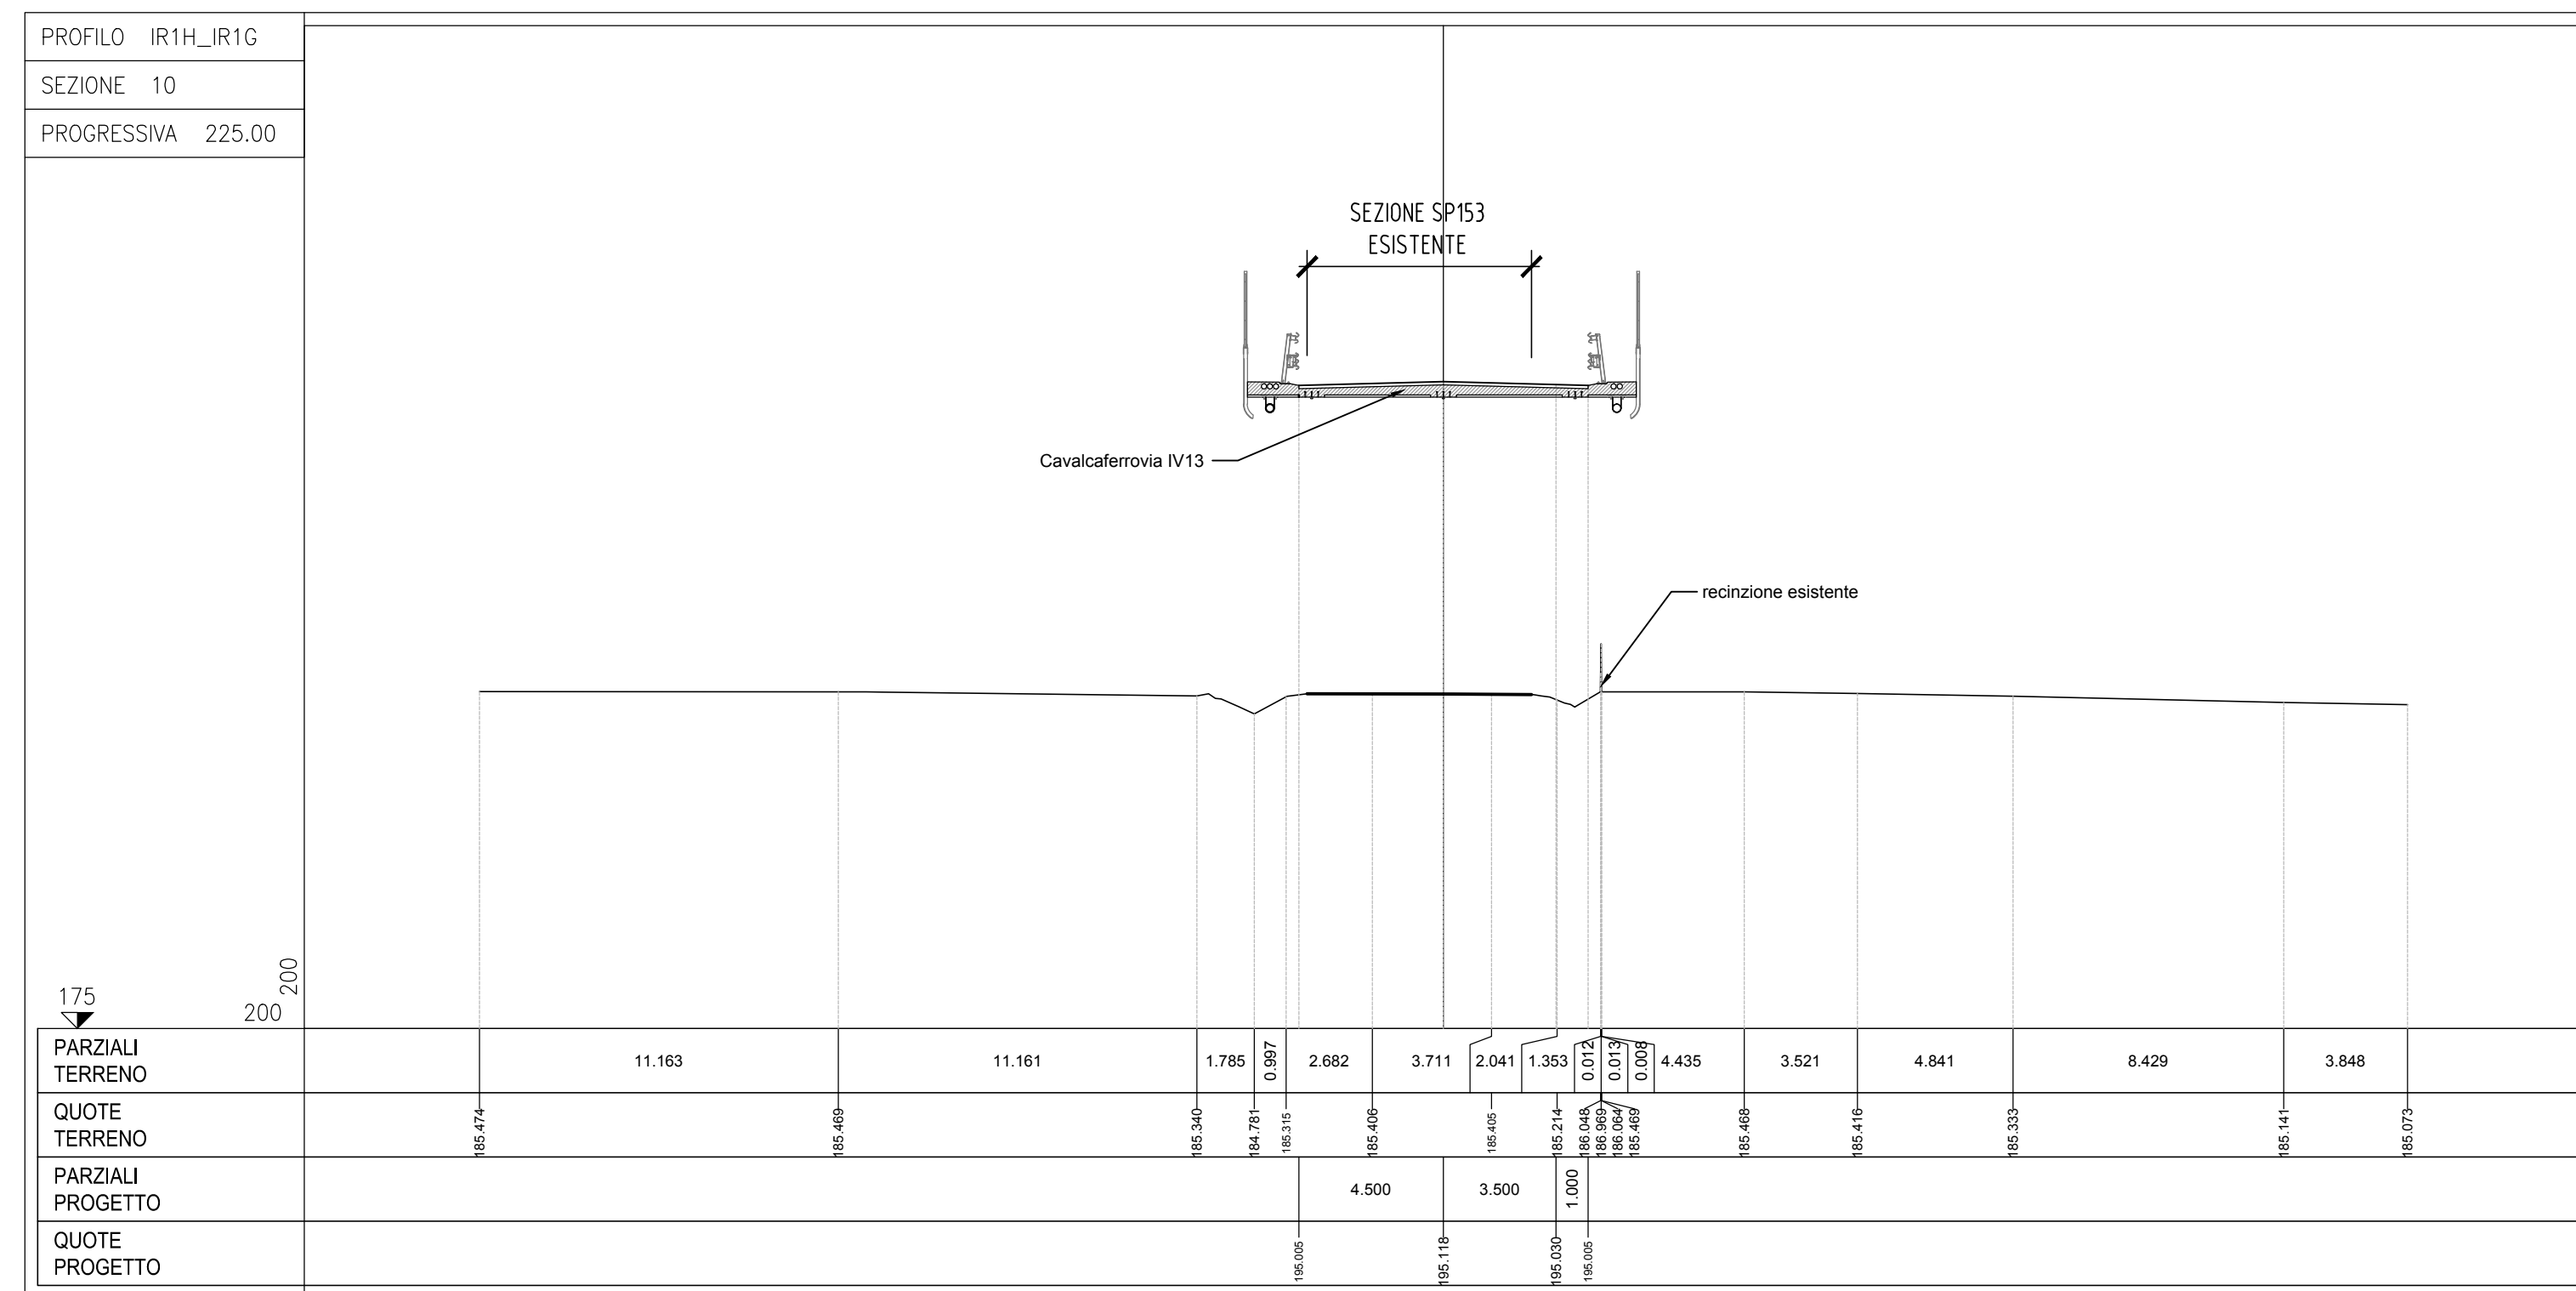 PROFILO IR1H_IR1G
SEZIONE 10
PROGRESSIVA 225.00
SEZIONE SP153
ESISTENTE
Cavalcaferrovia IV13
recinzione esistente
175
200
200
PARZIALI
TERRENO
11.163 11.161 1.785 0.997 2.682 3.711 2.041 1.353 0.012 0.013 0.008 4.435 3.521 4.841 8.429 3.848
QUOTE
TERRENO
185.474 185.469 185.340 184.781 185.315 185.406 185.405 185.214 186.048 186.969 186.064 185.469 185.468 185.416 185.333 185.141 185.073
PARZIALI
PROGETTO
4.500 3.500 1.000
QUOTE
PROGETTO
195.005 195.118 195.030 195.005